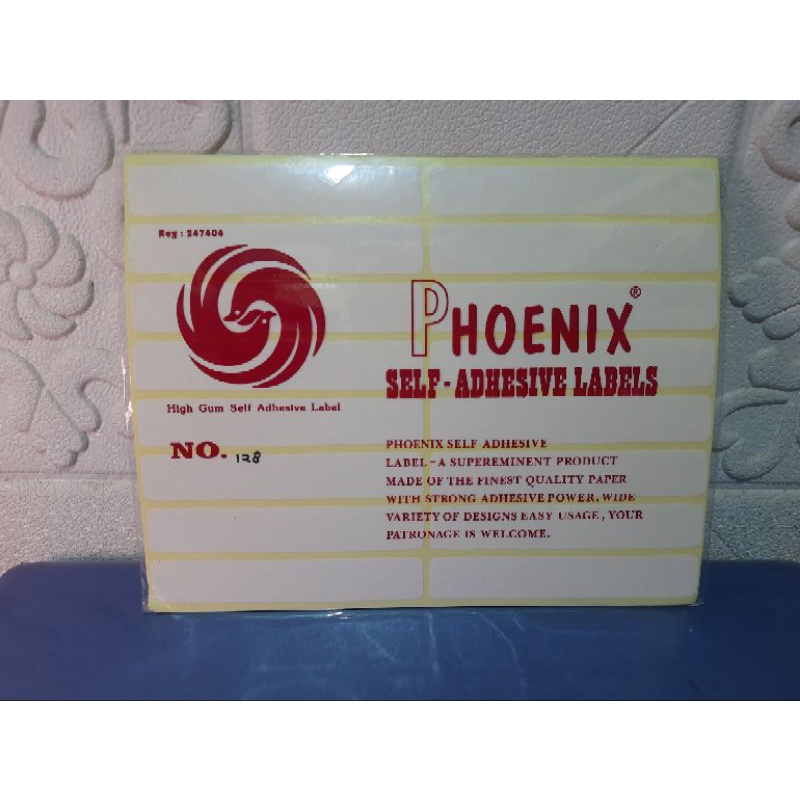 Reg : 247404
PHOENIX®
SELF-ADHESIVE LABELS
High Gum Self Adhesive Label
NO. 128
PHOENIX SELF ADHESIVE
LABEL-A SUPEREMINENT PRODUCT
MADE OF THE FINEST QUALITY PAPER
WITH STRONG ADHESIVE POWER, WIDE
VARIETY OF DESIGNS EASY USAGE, YOUR
PATRONAGE IS WELCOME.